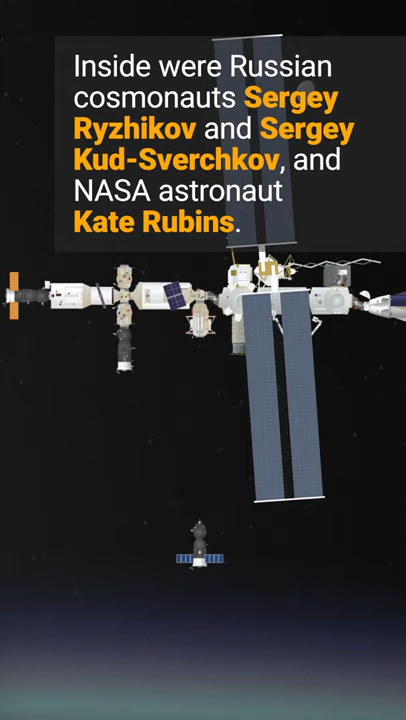 Inside were Russian
cosmonauts Sergey
Ryzhikov and Sergey
Kud-Sverchkov, and
NASA astronaut
Kate Rubins.